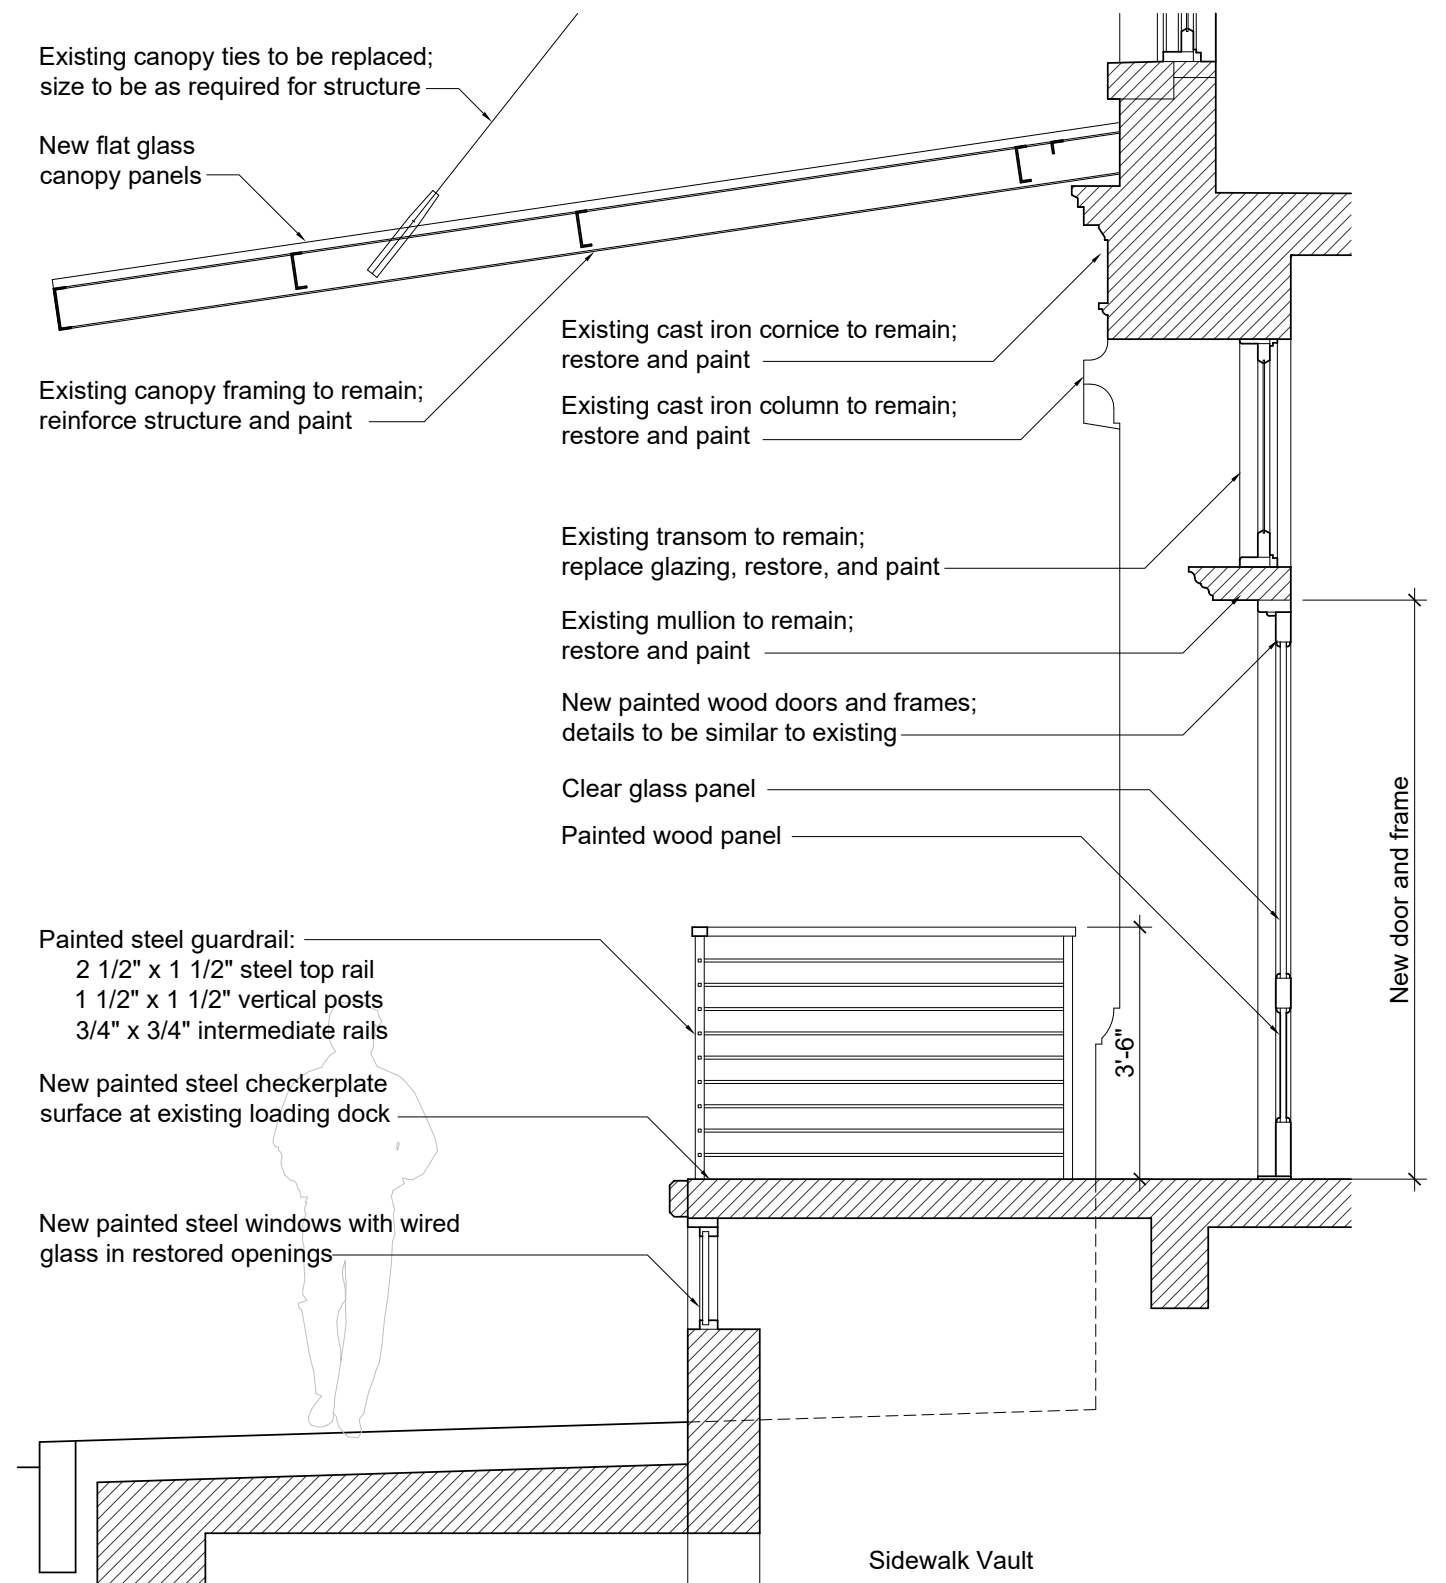 Existing canopy ties to be replaced;
size to be as required for structure
New flat glass
canopy panels
Existing cast iron cornice to remain;
restore and paint
Existing canopy framing to remain;
reinforce structure and paint
Existing cast iron column to remain;
restore and paint
Existing transom to remain;
replace glazing, restore, and paint
Existing mullion to remain;
restore and paint
New painted wood doors and frames;
details to be similar to existing
Clear glass panel
Painted wood panel
New door and frame
Painted steel guardrail:
2 1/2" x 1 1/2" steel top rail
1 1/2" x 1 1/2" vertical posts
3/4" x 3/4" intermediate rails
3'-6"
New painted steel checkerplate
surface at existing loading dock
New painted steel windows with wired
glass in restored openings
Sidewalk Vault